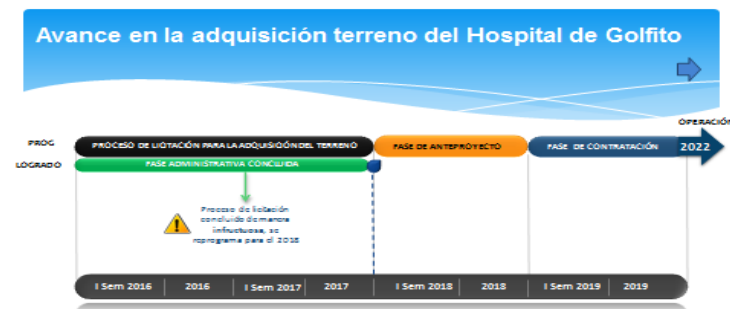 Avance en la adquisición terreno del Hospital de Golfito
OPERACIÓN
PROG
PROCESO DE LICITACIÓN PARA LA ADQUISICIÓN DEL TERRENO
FASE DE ANTEPROYECTO
FASE DE CONTRATACIÓN
2022
LOGRADO
FASE ADMINISTRATIVA CONCLUIDA
Proceso de licitación
concluido de manera
infructuosa, se
reprograma para el 2018
I Sem 2016
2016
I Sem 2017
2017
I Sem 2018
2018
I Sem 2019
2019